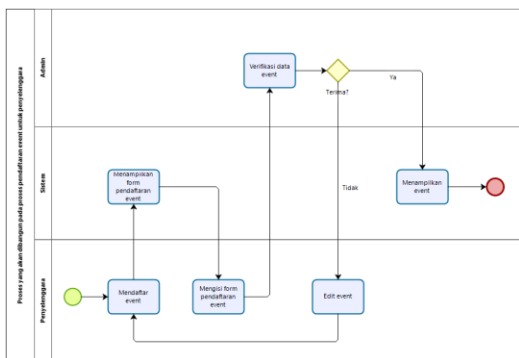 Proses yang akan dibangun pada proses pendaftaran event untuk penyelenggara
Admin
Verifikasi data
event
Terima?
Ya
Sistem
Menampilkan
form
pendaftaran
event
Tidak
Menampilkan
event
Penyelenggara
Mendaftar
event
Mengisi form
pendaftaran
event
Edit event